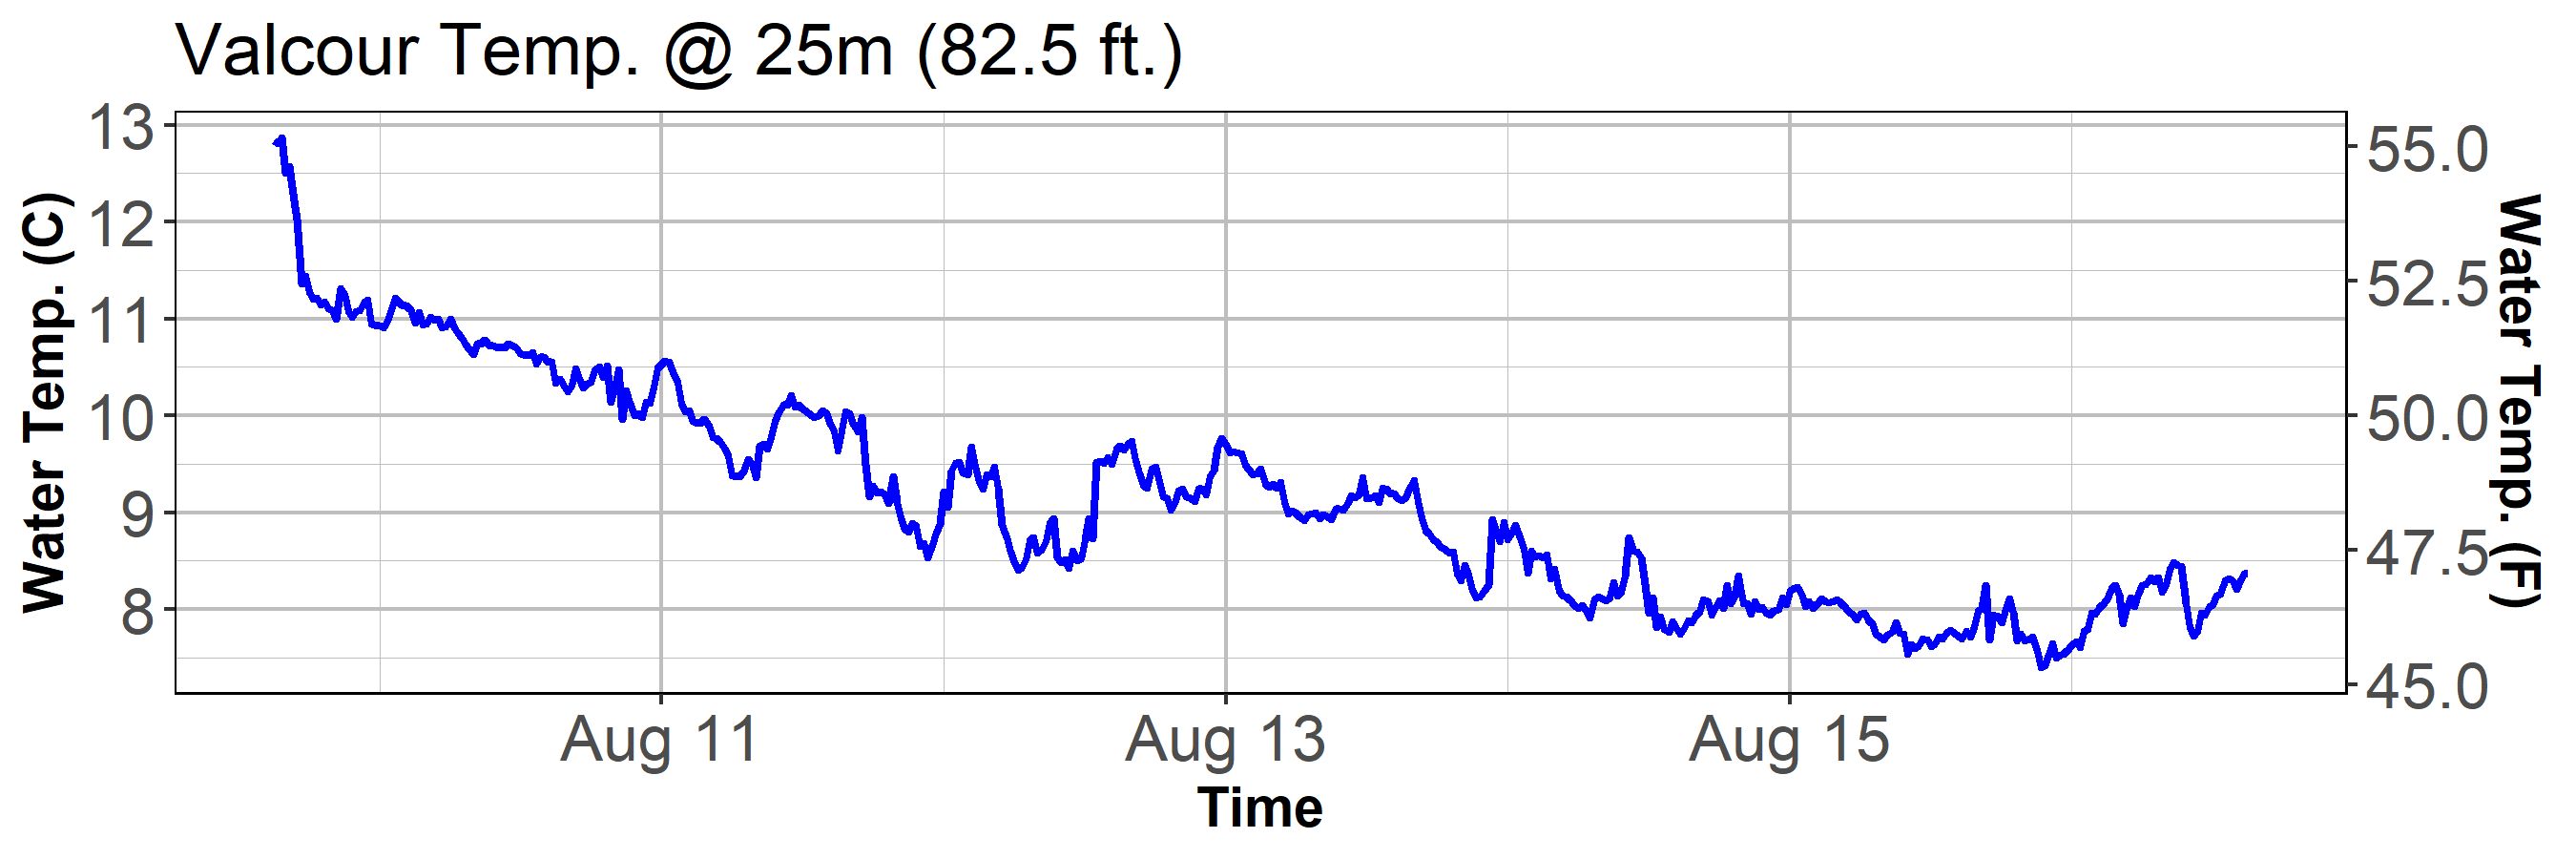 Valcour Temp. @ 25m (82.5 ft.)
Water Temp. (C)
13
12
11
10
9
8
55.0
52.5
50.0
47.5
45.0
Water Temp. (F)
Aug 11
Aug 13
Aug 15
Time